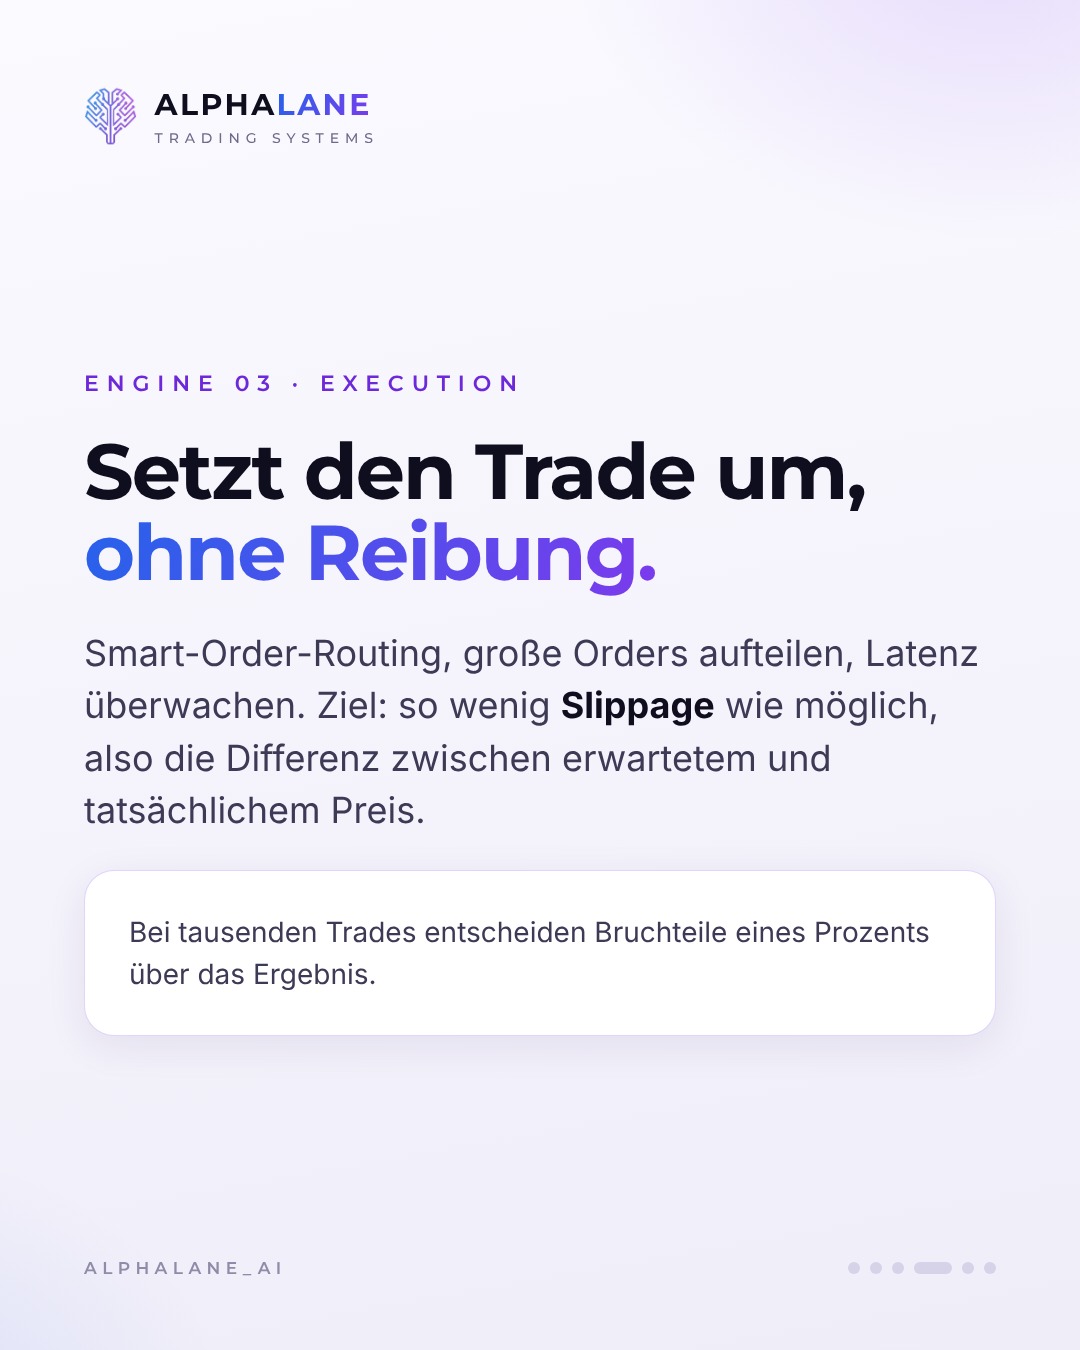 ALPHALANE
TRADING SYSTEMS
ENGINE 03 · EXECUTION
Setzt den Trade um,
ohne Reibung.
Smart-Order-Routing, große Orders aufteilen, Latenz
überwachen. Ziel: so wenig Slippage wie möglich,
also die Differenz zwischen erwartetem und
tatsächlichem Preis.
Bei tausenden Trades entscheiden Bruchteile eines Prozents
über das Ergebnis.
ALPHALANE_AI